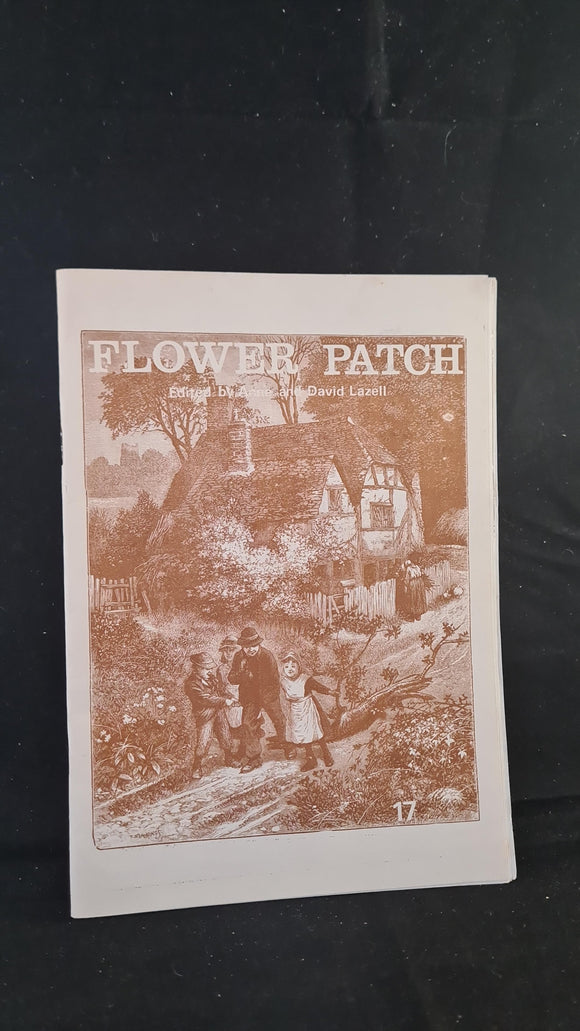 FLOWER PATCH
Edited by Anne and David Lazell
17